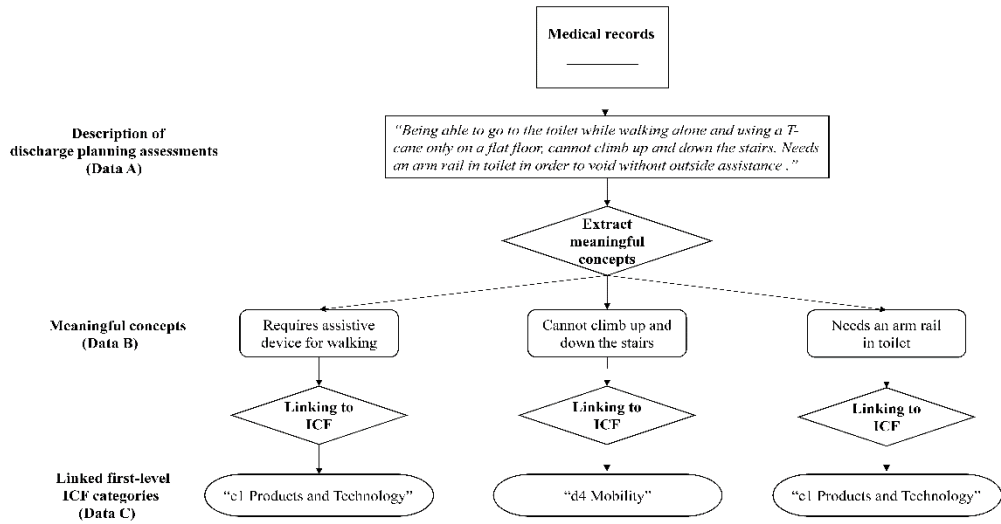 Medical records
Description of
discharge planning assessments
(Data A)
“Being able to go to the toilet while walking alone and using a T-
cane only on a flat floor, cannot climb up and down the stairs. Needs
an arm rail in toilet in order to void without outside assistance .”
Extract
meaningful
concepts
Meaningful concepts
(Data B)
Requires assistive
device for walking
Cannot climb up and
down the stairs
Needs an arm rail
in toilet
Linking to
ICF
Linking to
ICF
Linking to
ICF
Linked first-level
ICF categories
(Data C)
“e1 Products and Technology”
“d4 Mobility”
“e1 Products and Technology”